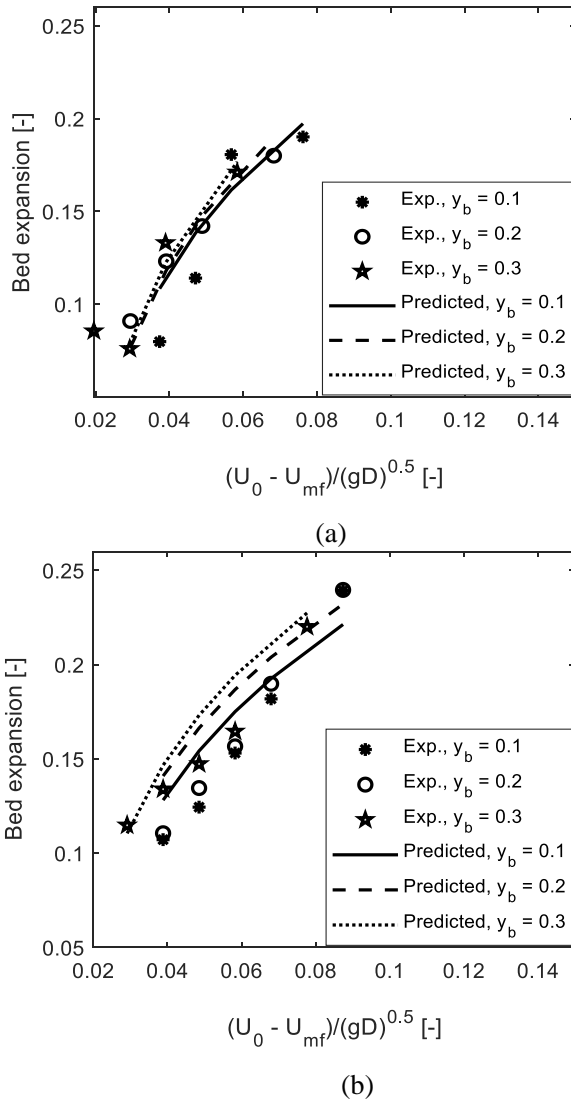 0.25
0.2
0.15
0.1
Bed expansion [-]
Exp., y_b = 0.1
Exp., y_b = 0.2
Exp., y_b = 0.3
Predicted, y_b = 0.1
Predicted, y_b = 0.2
Predicted, y_b = 0.3
0.02 0.04 0.06 0.08 0.1 0.12 0.14
(U_0 - U_mf)/(gD)^0.5 [-]
(a)
0.25
0.2
0.15
0.1
0.05
Bed expansion [-]
Exp., y_b = 0.1
Exp., y_b = 0.2
Exp., y_b = 0.3
Predicted, y_b = 0.1
Predicted, y_b = 0.2
Predicted, y_b = 0.3
0.02 0.04 0.06 0.08 0.1 0.12 0.14
(U_0 - U_mf)/(gD)^0.5 [-]
(b)